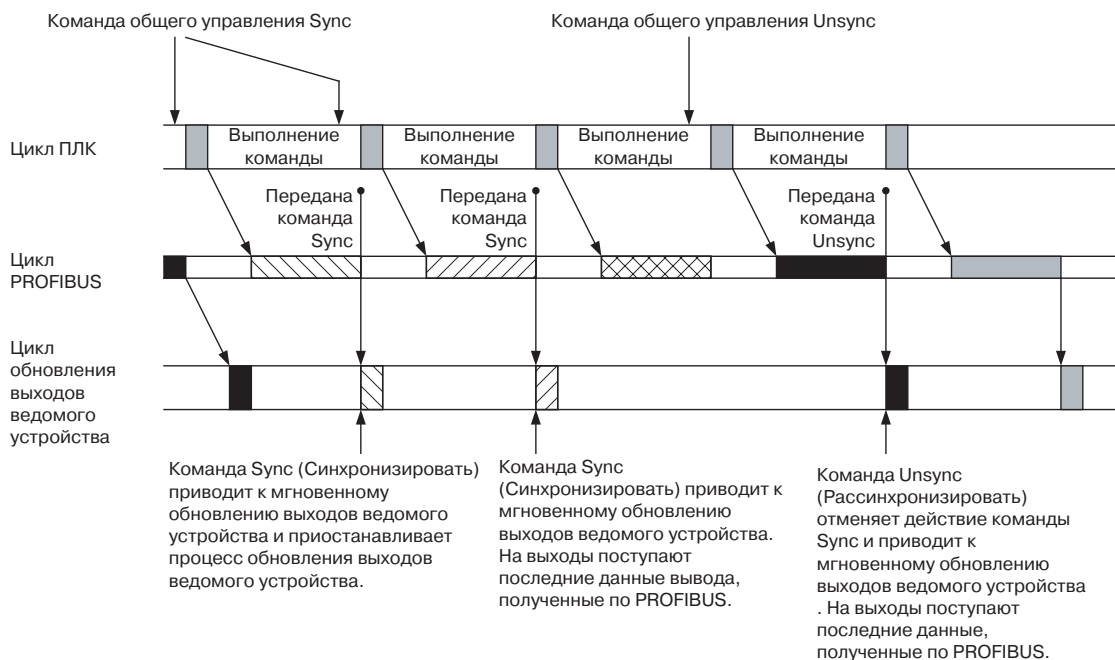 Команда общего управления Sync
Команда общего управления Unsync
Цикл ПЛК
Выполнение
команды
Выполнение
команды
Выполнение
команды
Выполнение
команды
Передана
команда
Sync
Передана
команда
Sync
Передана
команда
Unsync
Цикл
PROFIBUS
Цикл
обновления
выходов
ведомого
устройства
Команда Sync (Синхронизировать)
приводит к мгновенному
обновлению выходов ведомого
устройства и приостанавливает
процесс обновления выходов
ведомого устройства.
Команда Sync
(Синхронизировать) приводит к
мгновенному обновлению
выходов ведомого устройства.
На выходы поступают
последние данные вывода,
полученные по PROFIBUS.
Команда Unsync
(Рассинхронизировать)
отменяет действие команды
Sync и приводит к
мгновенному обновлению
выходов ведомого устройства
. На выходы поступают
последние данные,
полученные по PROFIBUS.